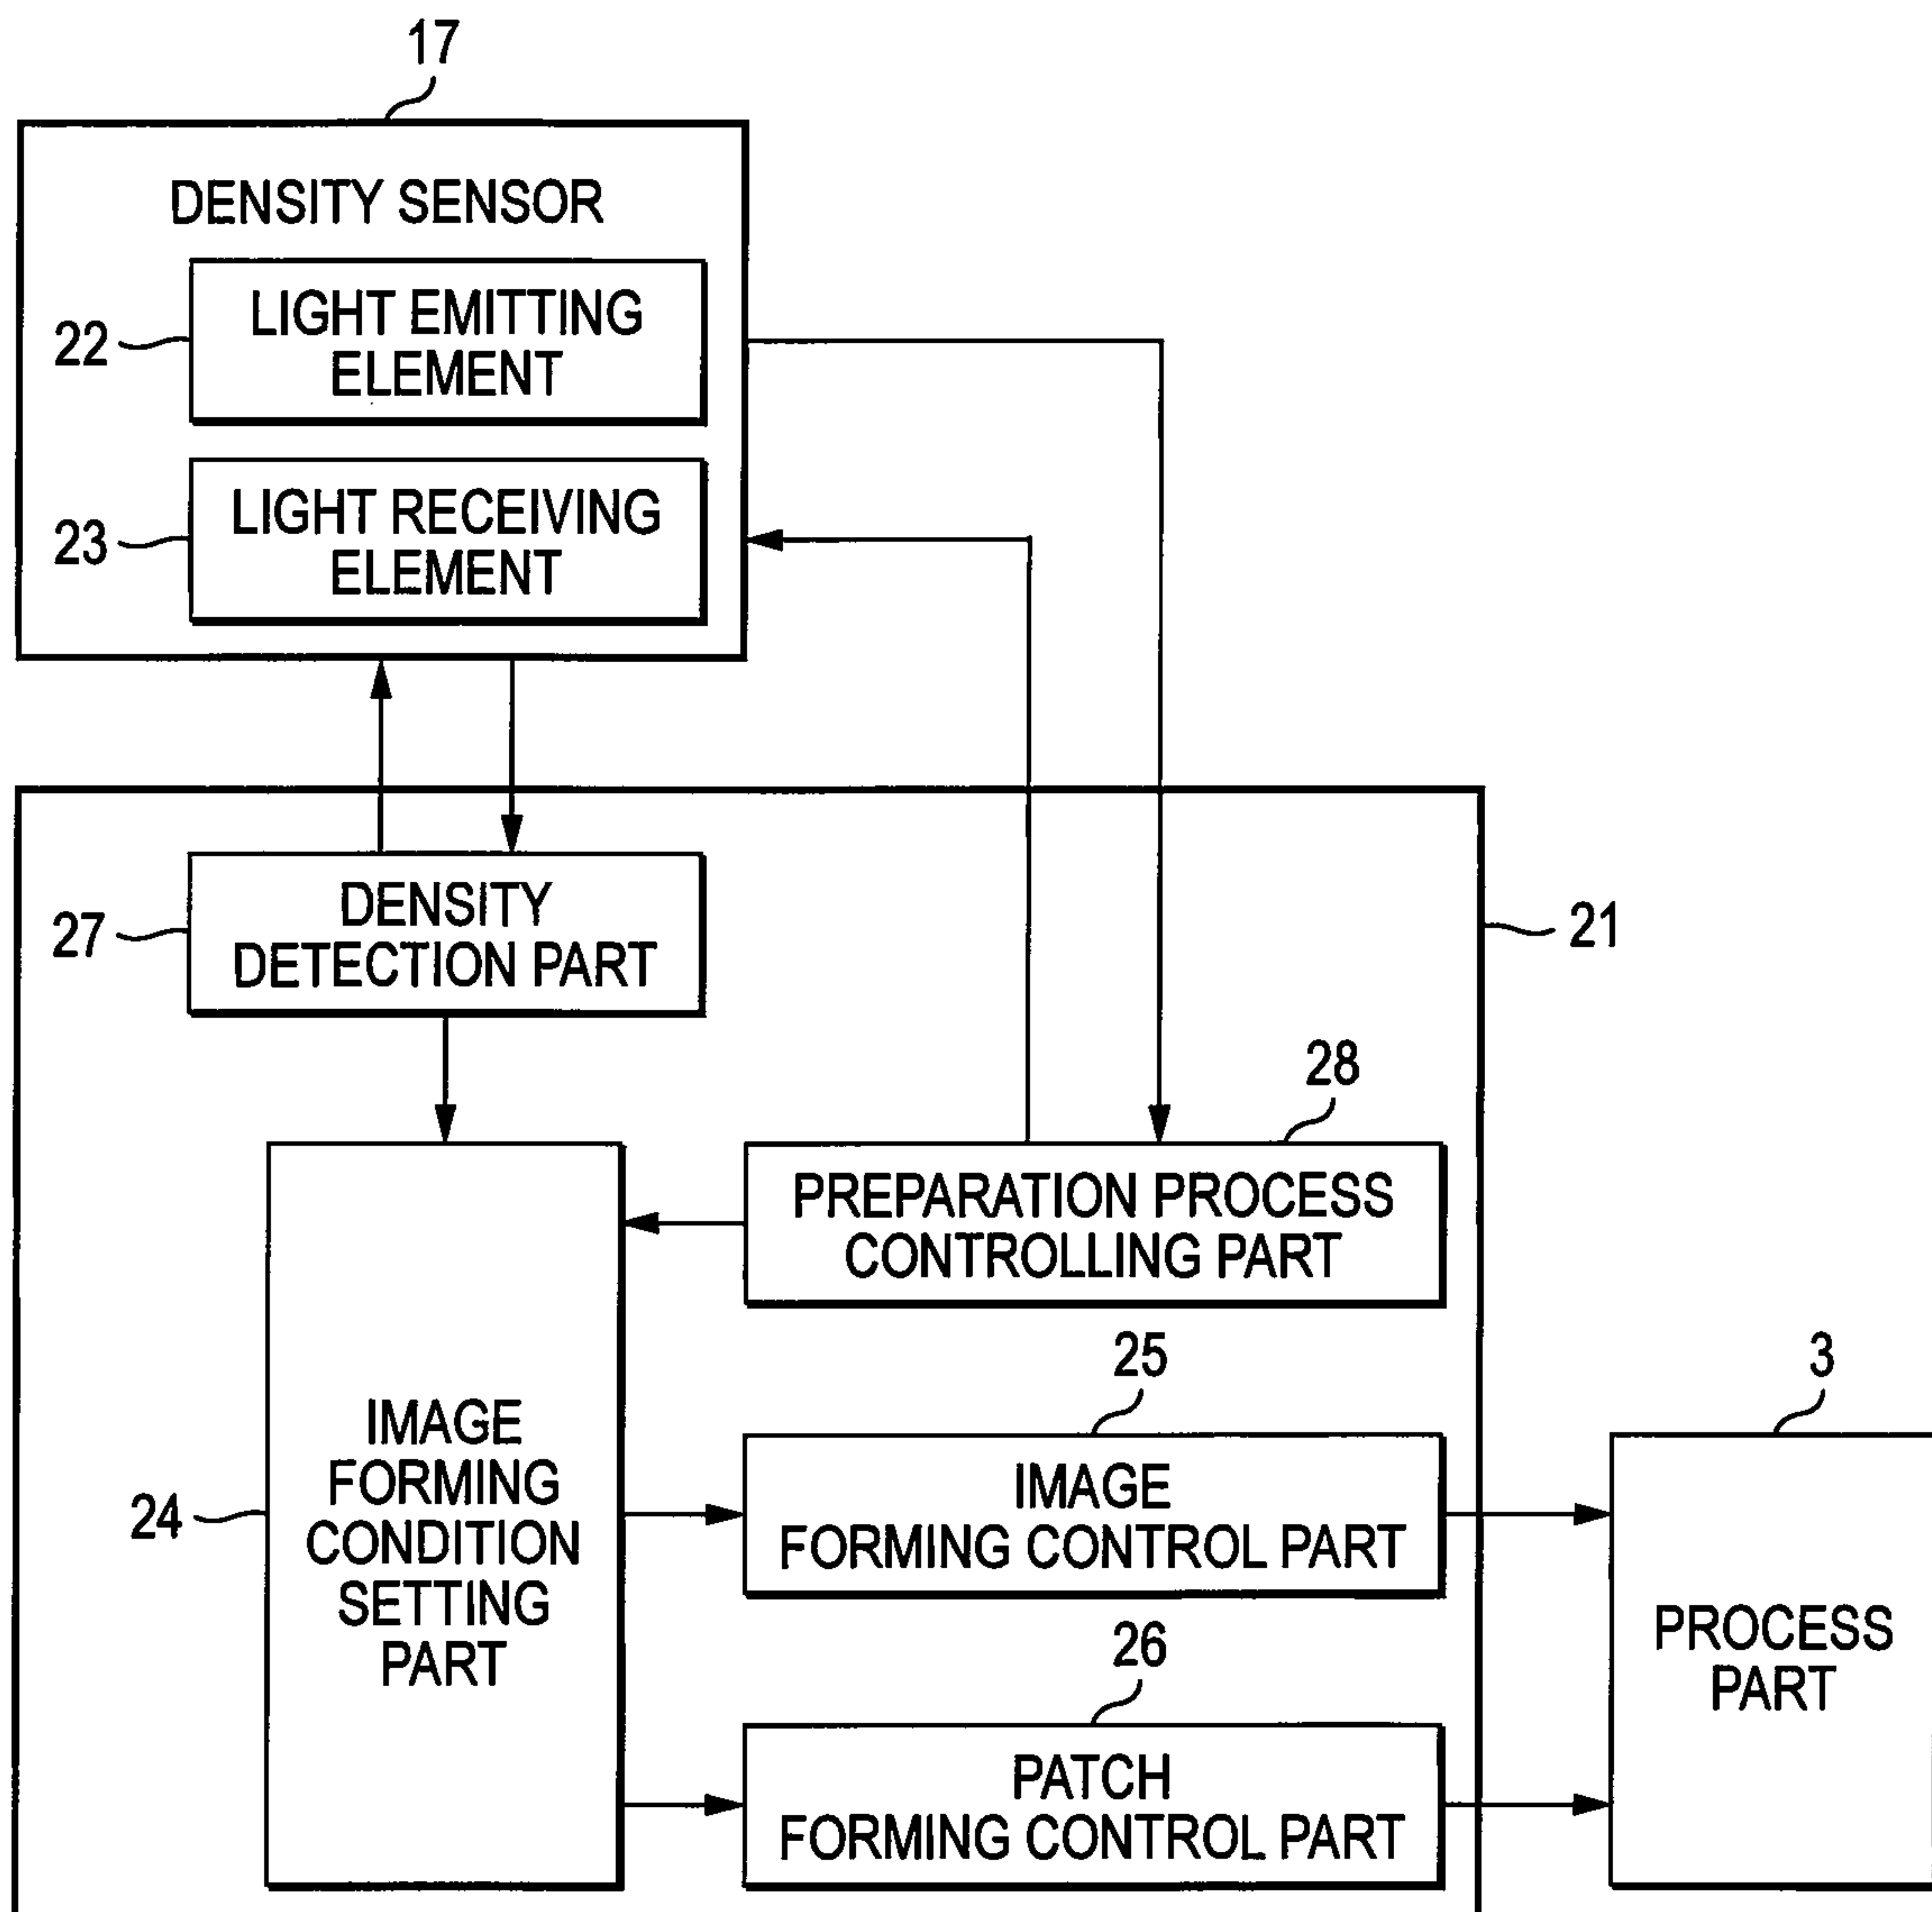 17
DENSITY SENSOR
22
LIGHT EMITTING
ELEMENT
23
LIGHT RECEIVING
ELEMENT
27
DENSITY
DETECTION PART
21
28
PREPARATION PROCESS
CONTROLLING PART
24
IMAGE
FORMING
CONDITION
SETTING
PART
25
IMAGE
FORMING CONTROL PART
3
PROCESS
PART
26
PATCH
FORMING CONTROL PART